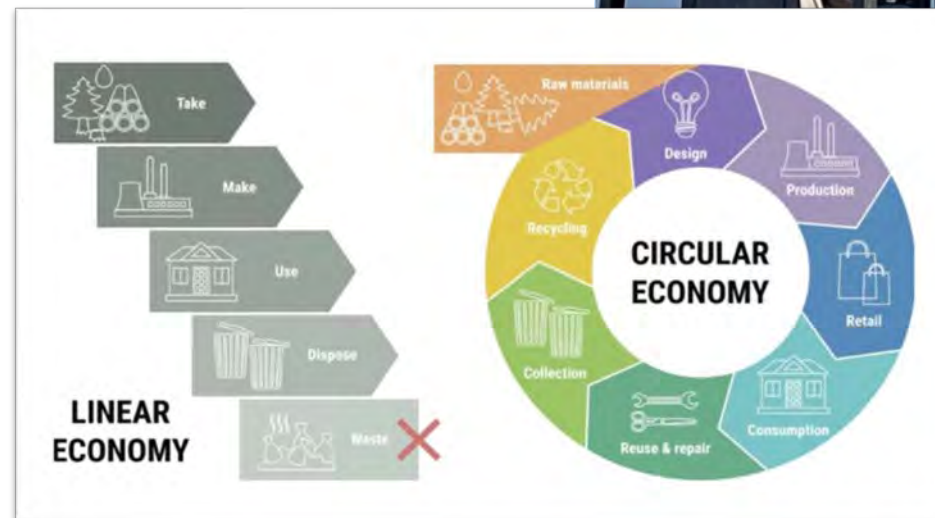 Take
Make
Use
Dispose
Waste
LINEAR
ECONOMY
Raw materials
Design
Production
Retail
Consumption
Reuse & repair
Collection
Recycling
CIRCULAR
ECONOMY